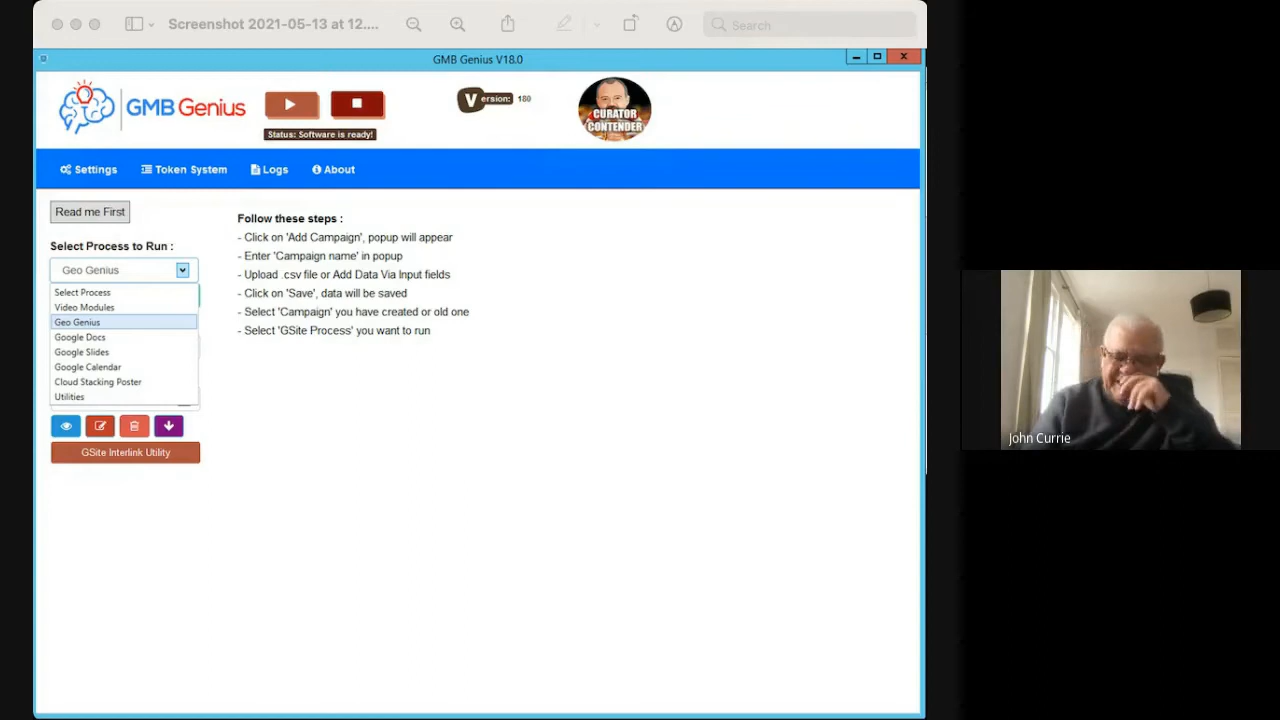 Screenshot 2021-05-13 at 12....
Search
GMB Genius V18.0
GMB Genius
Version: 180
CURATOR
CONTENDER
Status: Software is ready!
Settings
Token System
Logs
About
Read me First
Follow these steps :
Select Process to Run :
- Click on 'Add Campaign', popup will appear
- Enter 'Campaign name' in popup
- Upload .csv file or Add Data Via Input fields
- Click on 'Save', data will be saved
- Select 'Campaign' you have created or old one
- Select 'GSite Process' you want to run
Geo Genius
Select Process
Video Modules
Geo Genius
Google Docs
Google Slides
Google Calendar
Cloud Stacking Poster
Utilities
GSite Interlink Utility
John Currie